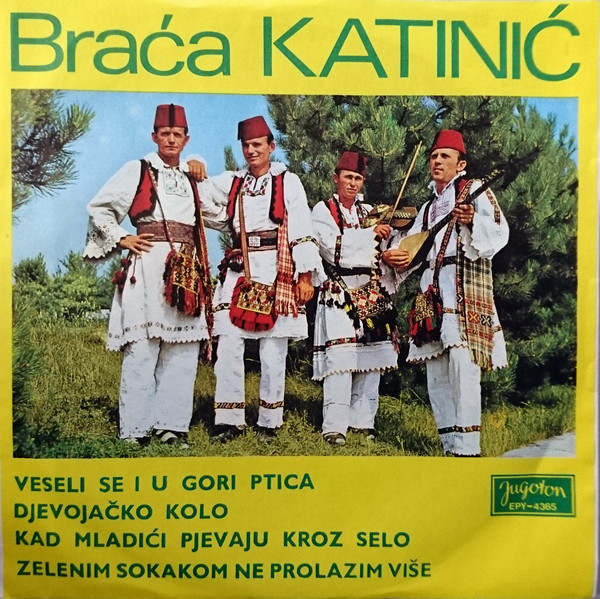 Braća KATINIĆ
VESELI SE I U GORI PTICA
DJEVOJAČKO KOLO
KAD MLADIĆI PJEVAJU KROZ SELO
ZELENIM SOKAKOM NE PROLAZIM VIŠE
Jugoton
EPY-4365